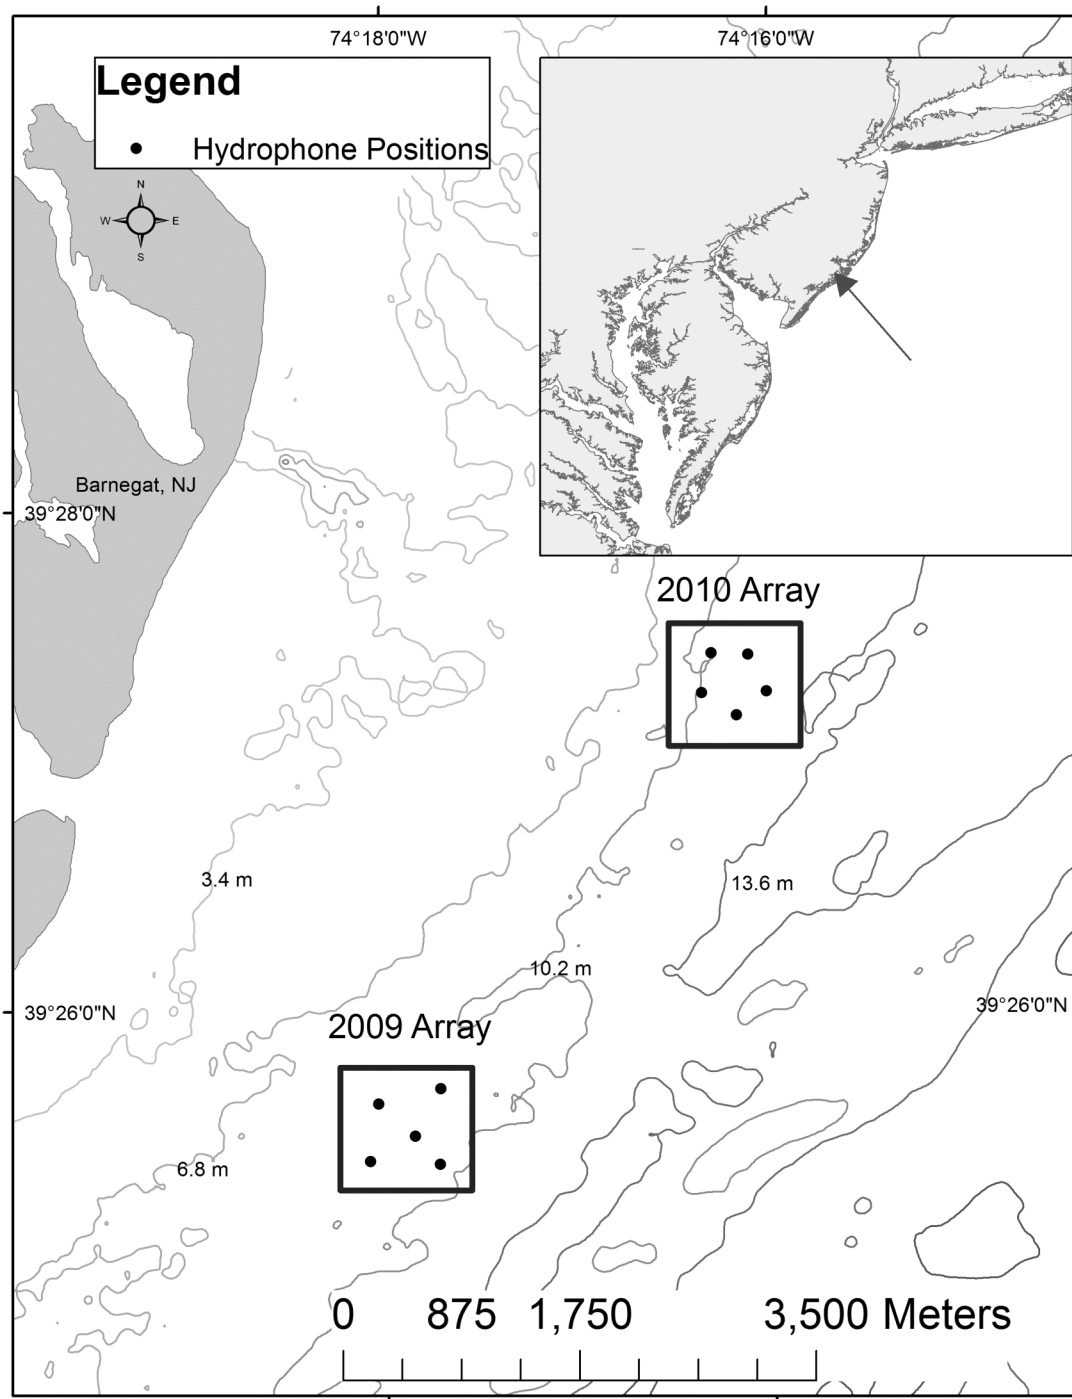 74°18'0"W
74°16'0"W
Legend
Hydrophone Positions
N
W
E
S
Barnegat, NJ
39°28'0"N
2010 Array
3.4 m
13.6 m
10.2 m
39°26'0"N
39°26'0"N
2009 Array
6.8 m
0 875 1,750 3,500 Meters